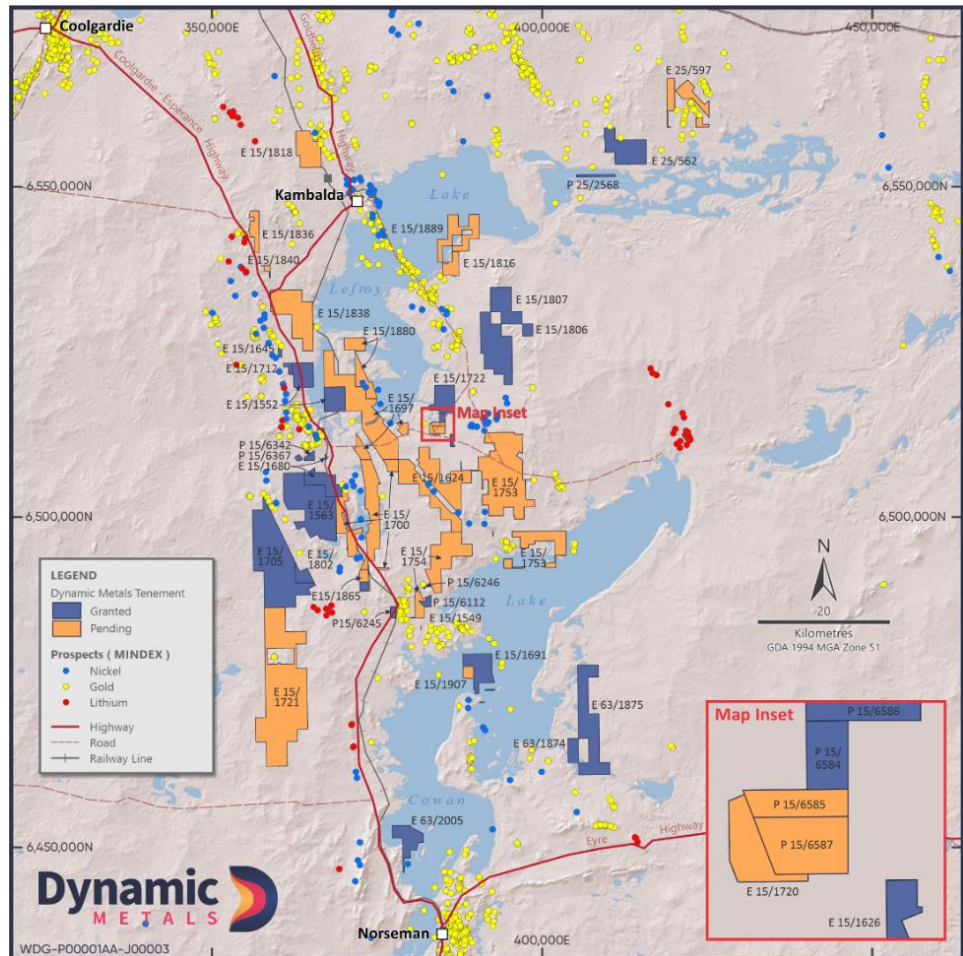 Coolgardie
350,000E
400,000E
450,000E
Goldfields
Highway
Coolgardie - Esperance - Highway
E 25/597
E 15/1818
E 25/562
P 25/2568
6,550,000N
6,550,000N
Kambalda
Lake
E 15/1836
E 15/1889
E 15/1840
E 15/1816
Lefroy
E 15/1807
E 15/1838
E 15/1806
E 15/1880
E 15/1645
E 15/1712
E 15/1722
E 15/1552
E 15/
1697
Map Inset
P 15/6342
P 15/6367
E 15/1680
E 15/1624
E 15/
1753
E 15/
1563
6,500,000N
E 15/
1700
6,500,000N
E 15/
1705
E 15/
1802
E 15/
1754
E 15/
1753
N
E15/1865
P 15/6246
Lake
P 15/6112
P15/6245
E 15/1549
20
Kilometres
GDA 1994 MGA Zone 51
LEGEND
Dynamic Metals Tenement
Granted
Pending
Prospects ( MINDEX )
Nickel
Gold
Lithium
Highway
Road
Railway Line
E 15/1691
E 15/1907
E 63/1875
E 15/
1721
E 63/1874
Map Inset
P 15/6586
P 15/
6584
P 15/6585
P 15/6587
E 15/1720
E 15/1626
Cowan
E 63/2005
Eyre
Highway
6,450,000N
Dynamic
METALS
Norseman
400,000E
WDG-P00001AA-J00003